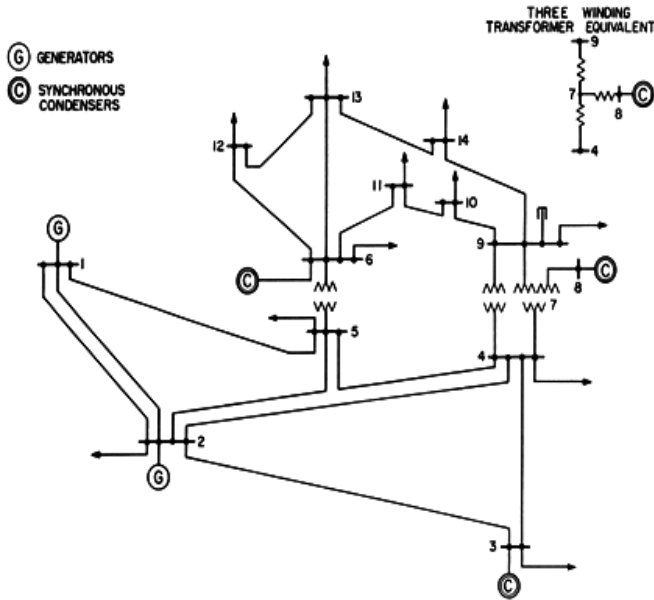 THREE WINDING
TRANSFORMER EQUIVALENT
9
7
C
8
4
G GENERATORS
C SYNCHRONOUS
CONDENSERS
13
12
14
11
10
G
1
6
9
C
C
8
7
5
4
2
G
3
C